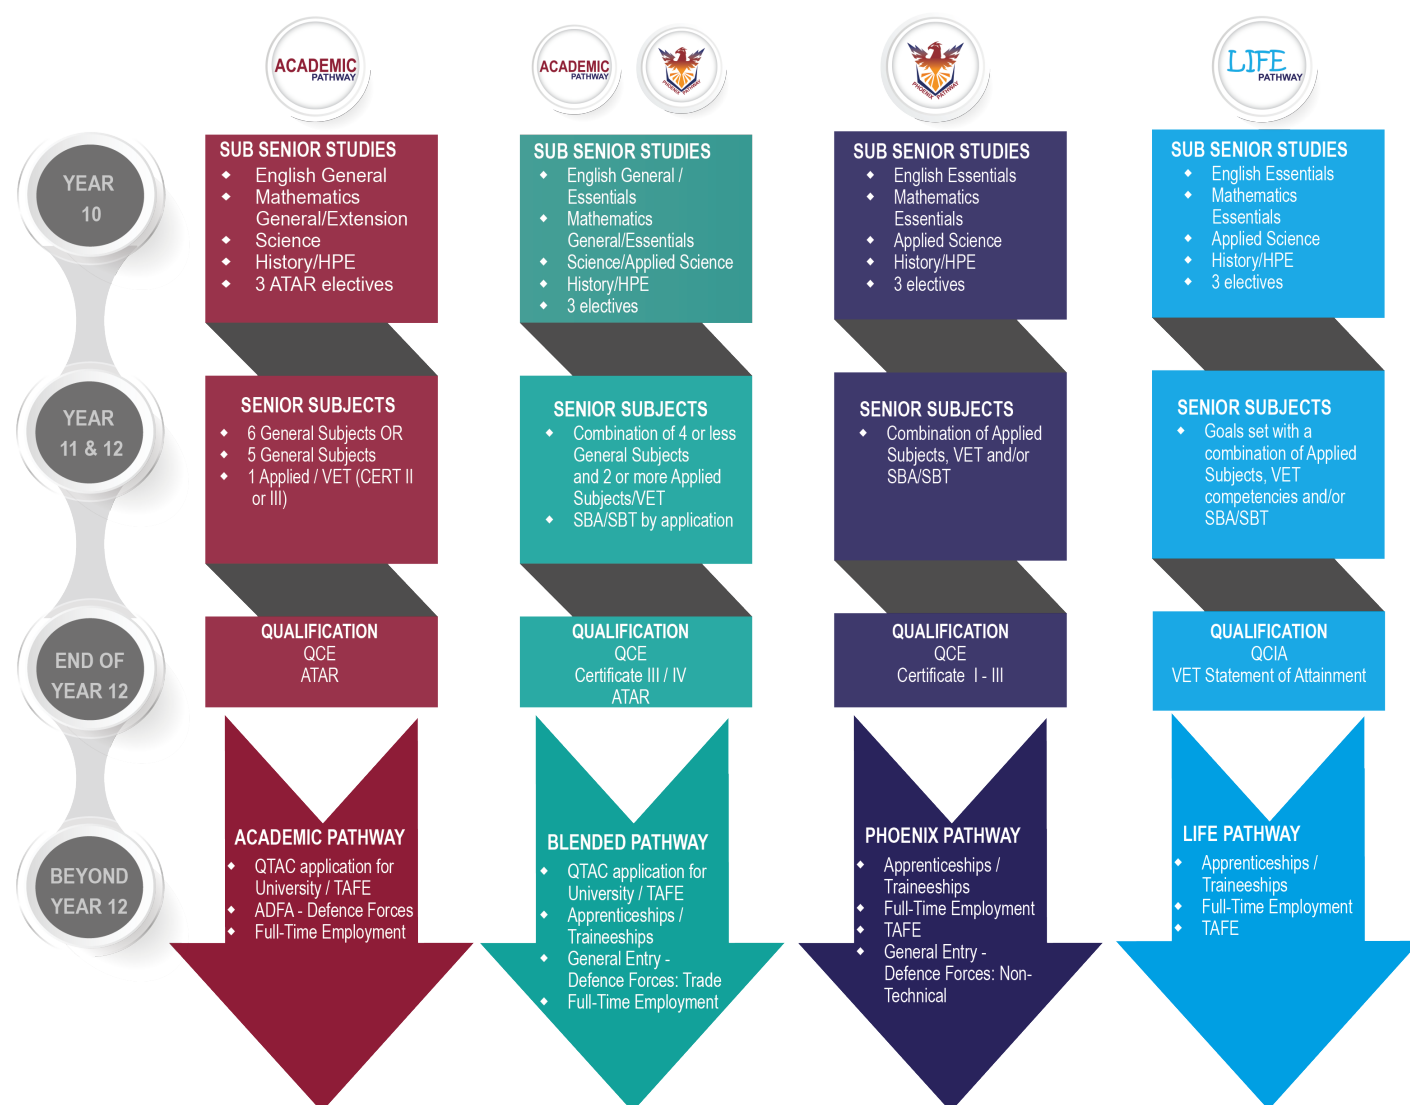 ACADEMIC
PATHWAY
ACADEMIC
PATHWAY
PHOENIX PATHWAY
PHOENIX PATHWAY
LIFE
PATHWAY
YEAR
10
SUB SENIOR STUDIES
English General
Mathematics
General/Extension
Science
History/HPE
3 ATAR electives
SUB SENIOR STUDIES
English General /
Essentials
Mathematics
General/Essentials
Science/Applied Science
History/HPE
3 electives
SUB SENIOR STUDIES
English Essentials
Mathematics
Essentials
Applied Science
History/HPE
3 electives
SUB SENIOR STUDIES
English Essentials
Mathematics
Essentials
Applied Science
History/HPE
3 electives
YEAR
11 & 12
SENIOR SUBJECTS
6 General Subjects OR
5 General Subjects
1 Applied / VET (CERT II
or III)
SENIOR SUBJECTS
Combination of 4 or less
General Subjects
and 2 or more Applied
Subjects/VET
SBA/SBT by application
SENIOR SUBJECTS
Combination of Applied
Subjects, VET and/or
SBA/SBT
SENIOR SUBJECTS
Goals set with a
combination of Applied
Subjects, VET
competencies and/or
SBA/SBT
END OF
YEAR 12
QUALIFICATION
QCE
ATAR
QUALIFICATION
QCE
Certificate III / IV
ATAR
QUALIFICATION
QCE
Certificate I - III
QUALIFICATION
QCIA
VET Statement of Attainment
BEYOND
YEAR 12
ACADEMIC PATHWAY
QTAC application for
University / TAFE
ADFA - Defence Forces
Full-Time Employment
BLENDED PATHWAY
QTAC application for
University / TAFE
Apprenticeships /
Traineeships
General Entry -
Defence Forces: Trade
Full-Time Employment
PHOENIX PATHWAY
Apprenticeships /
Traineeships
Full-Time Employment
TAFE
General Entry -
Defence Forces: Non-
Technical
LIFE PATHWAY
Apprenticeships /
Traineeships
Full-Time Employment
TAFE